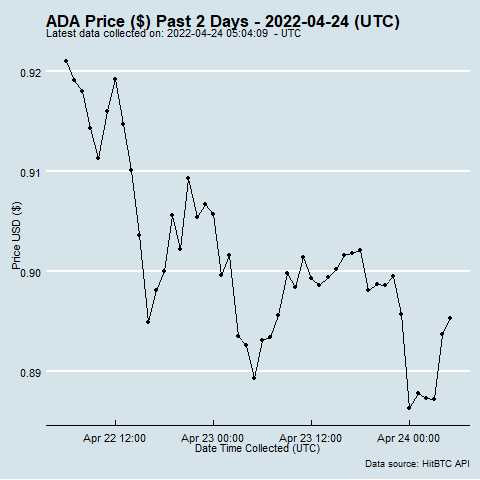 ADA Price ($) Past 2 Days - 2022-04-24 (UTC)
Latest data collected on: 2022-04-24 05:04:09 - UTC
0.92
0.91
0.90
0.89
Price USD ($)
Apr 22 12:00 Apr 23 00:00 Apr 23 12:00 Apr 24 00:00
Date Time Collected (UTC)
Data source: HitBTC API